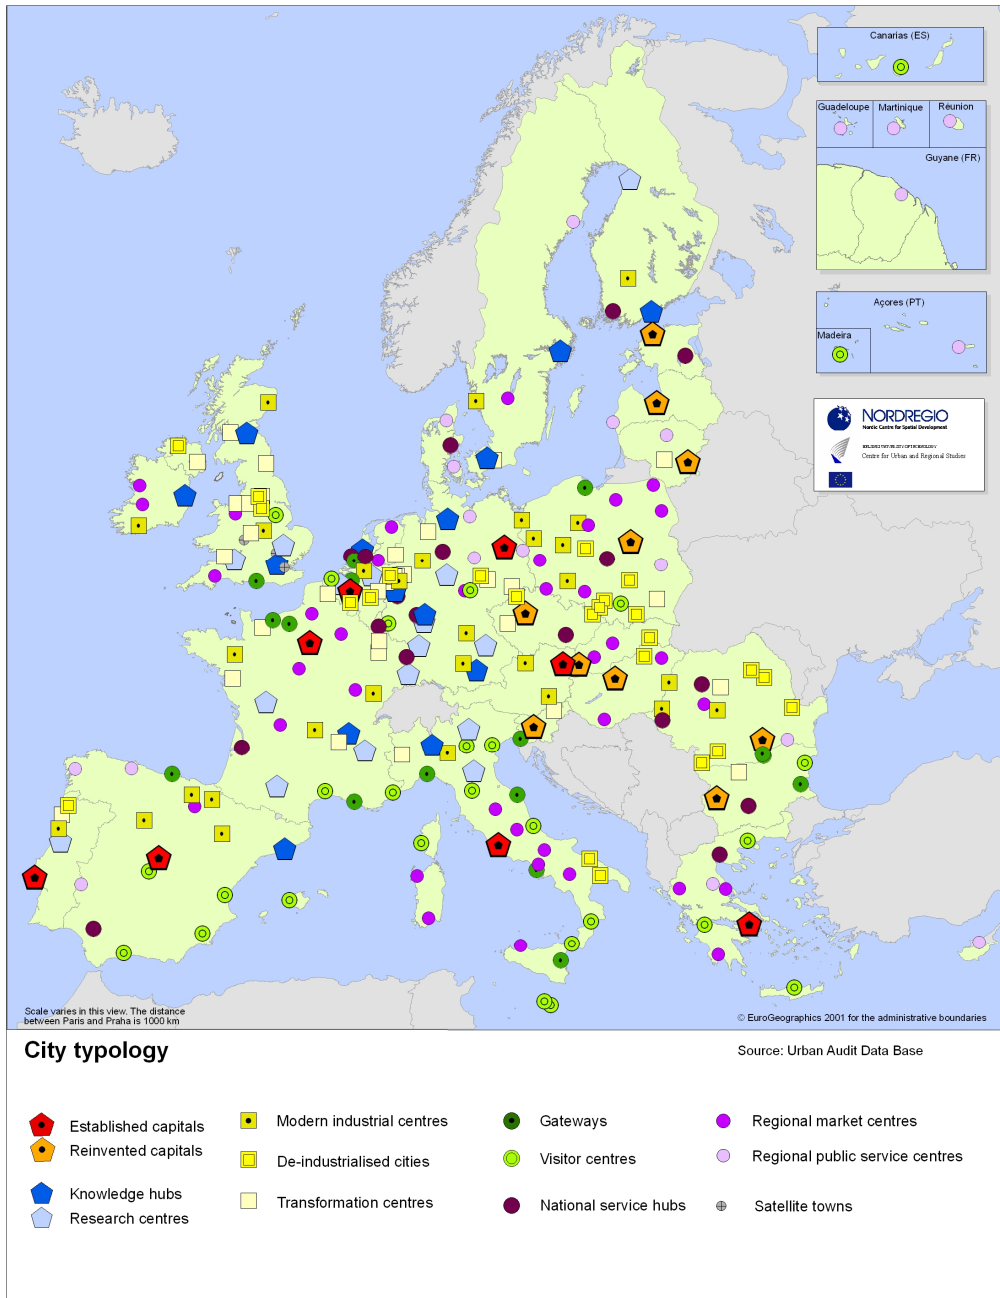 Canarias (ES)
Guadeloupe
Martinique
Réunion
Guyane (FR)
Açores (PT)
Madeira
NORDREGIO
Nordic Centre for Spatial Development
Centre for Urban and Regional Studies
Scale varies in this view. The distance
between Paris and Praha is 1000 km
© EuroGeographics 2001 for the administrative boundaries
City typology
Source: Urban Audit Data Base
Established capitals
Reinvented capitals
Knowledge hubs
Research centres
Modern industrial centres
De-industrialised cities
Transformation centres
Gateways
Visitor centres
National service hubs
Regional market centres
Regional public service centres
Satellite towns